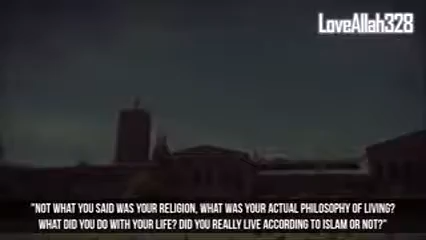 LoveAllah328
"NOT WHAT YOU SAID WAS YOUR RELIGION, WHAT WAS YOUR ACTUAL PHILOSOPHY OF LIVING?
WHAT DID YOU DO WITH YOUR LIFE? DID YOU REALLY LIVE ACCORDING TO ISLAM OR NOT?"